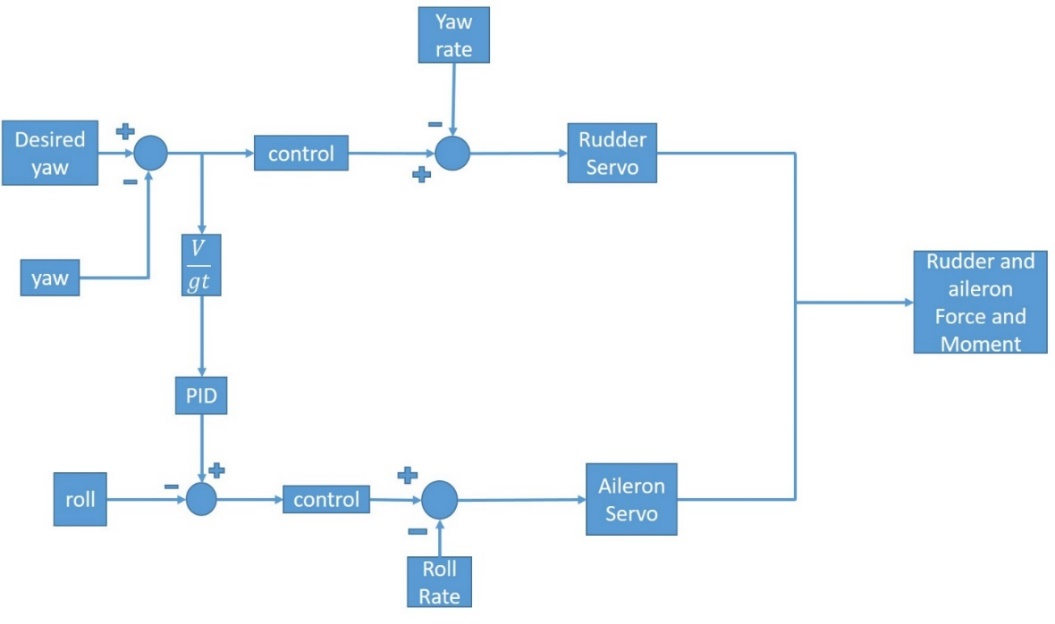 Yaw
rate
+
−
Desired
yaw
−
control
+
Rudder
Servo
yaw
V
gt
Rudder and
aileron
Force and
Moment
PID
+
−
roll
control
+
−
Aileron
Servo
Roll
Rate